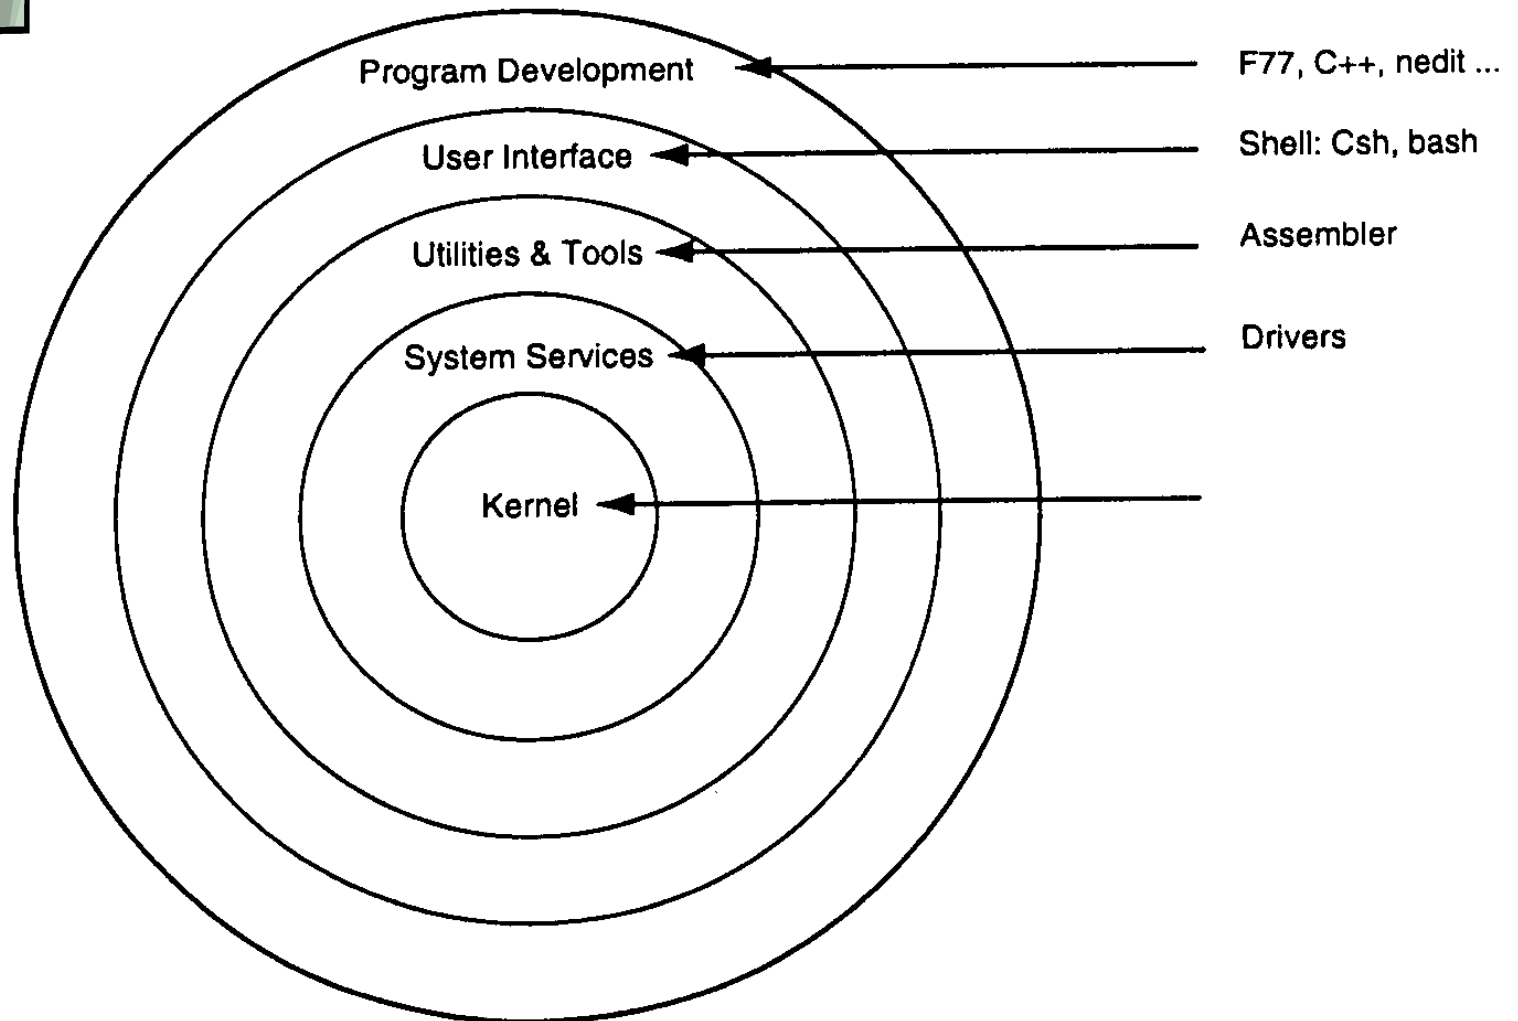 Program Development
F77, C++, nedit ...
User Interface
Shell: Csh, bash
Utilities & Tools
Assembler
System Services
Drivers
Kernel